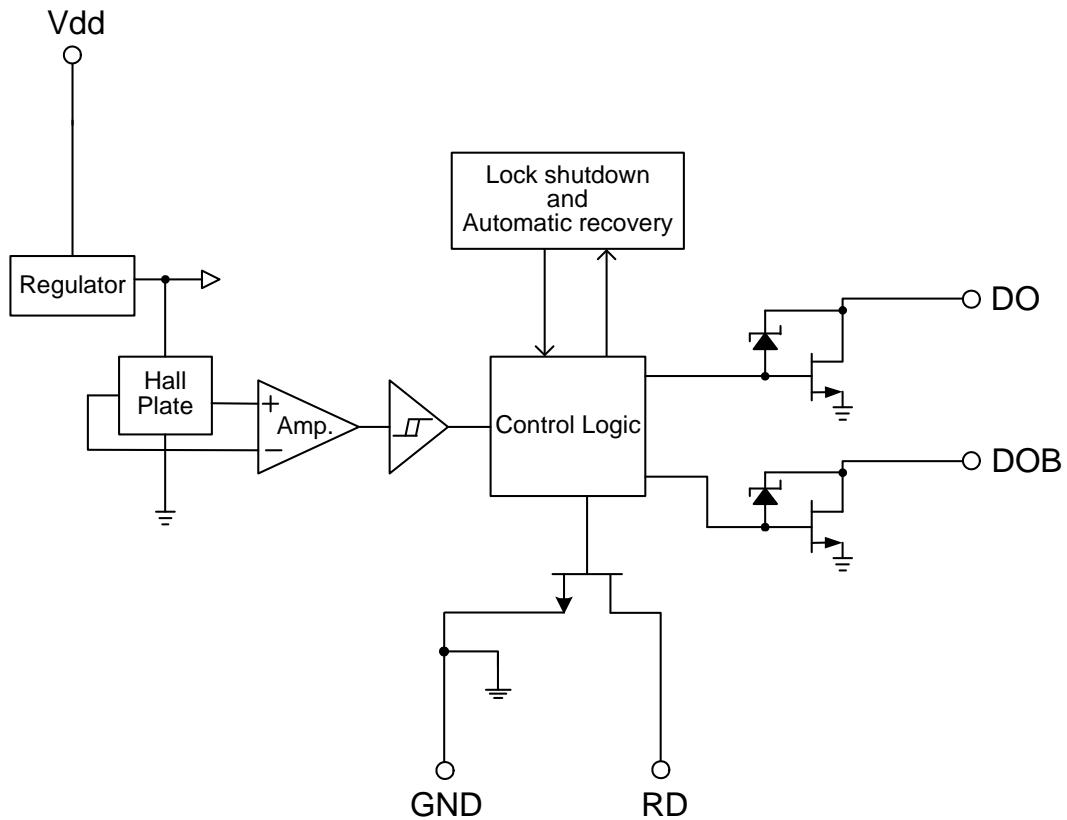 Vdd
Lock shutdown
and
Automatic recovery
Regulator
DO
Hall
Plate
+
Amp.
−
Control Logic
DOB
GND
RD